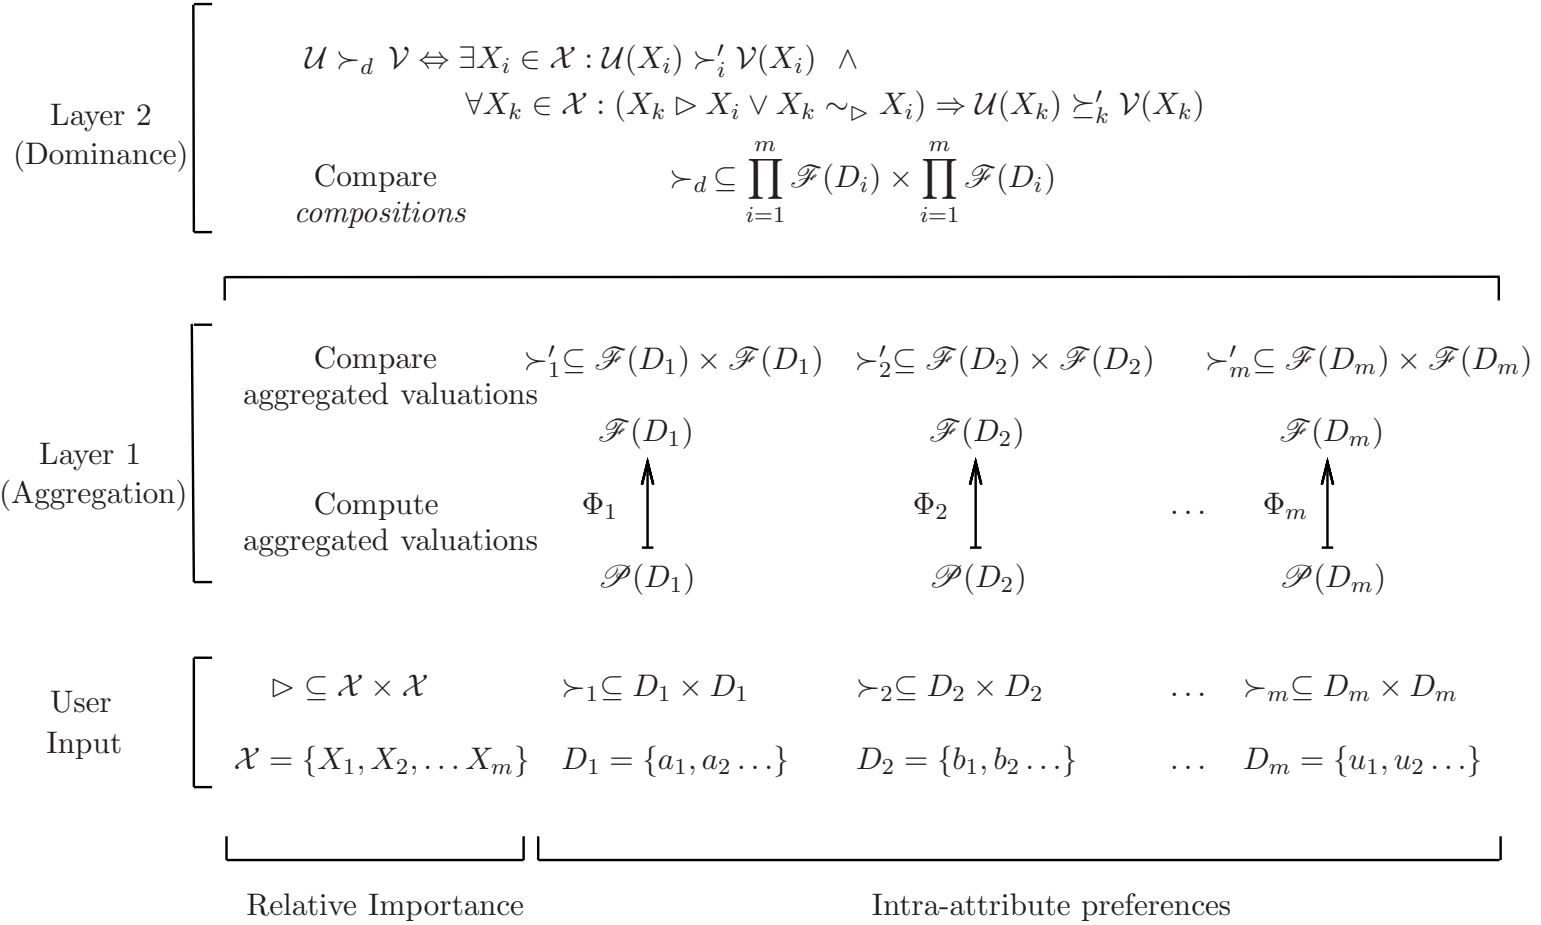 𝒰 ≻_d 𝒱 ⇔ ∃X_i ∈ 𝒳 : 𝒰(X_i) ≻′_i 𝒱(X_i) ∧
∀X_k ∈ 𝒳 : (X_k ▷ X_i ∨ X_k ∼_▷ X_i) ⇒ 𝒰(X_k) ⪰′_k 𝒱(X_k)
Layer 2
(Dominance)
Compare
compositions
≻_d ⊆ ∏_{i=1}^{m} ℱ(D_i) × ∏_{i=1}^{m} ℱ(D_i)
Layer 1
(Aggregation)
Compare
aggregated valuations
≻′_1 ⊆ ℱ(D_1) × ℱ(D_1) ≻′_2 ⊆ ℱ(D_2) × ℱ(D_2) ≻′_m ⊆ ℱ(D_m) × ℱ(D_m)
ℱ(D_1) ℱ(D_2) ℱ(D_m)
Compute
aggregated valuations
Φ_1 Φ_2 ... Φ_m
𝒫(D_1) 𝒫(D_2) 𝒫(D_m)
User
Input
▷ ⊆ 𝒳 × 𝒳 ≻_1 ⊆ D_1 × D_1 ≻_2 ⊆ D_2 × D_2 ... ≻_m ⊆ D_m × D_m
𝒳 = {X_1, X_2, ... X_m} D_1 = {a_1, a_2 ...} D_2 = {b_1, b_2 ...} ... D_m = {u_1, u_2 ...}
Relative Importance Intra-attribute preferences